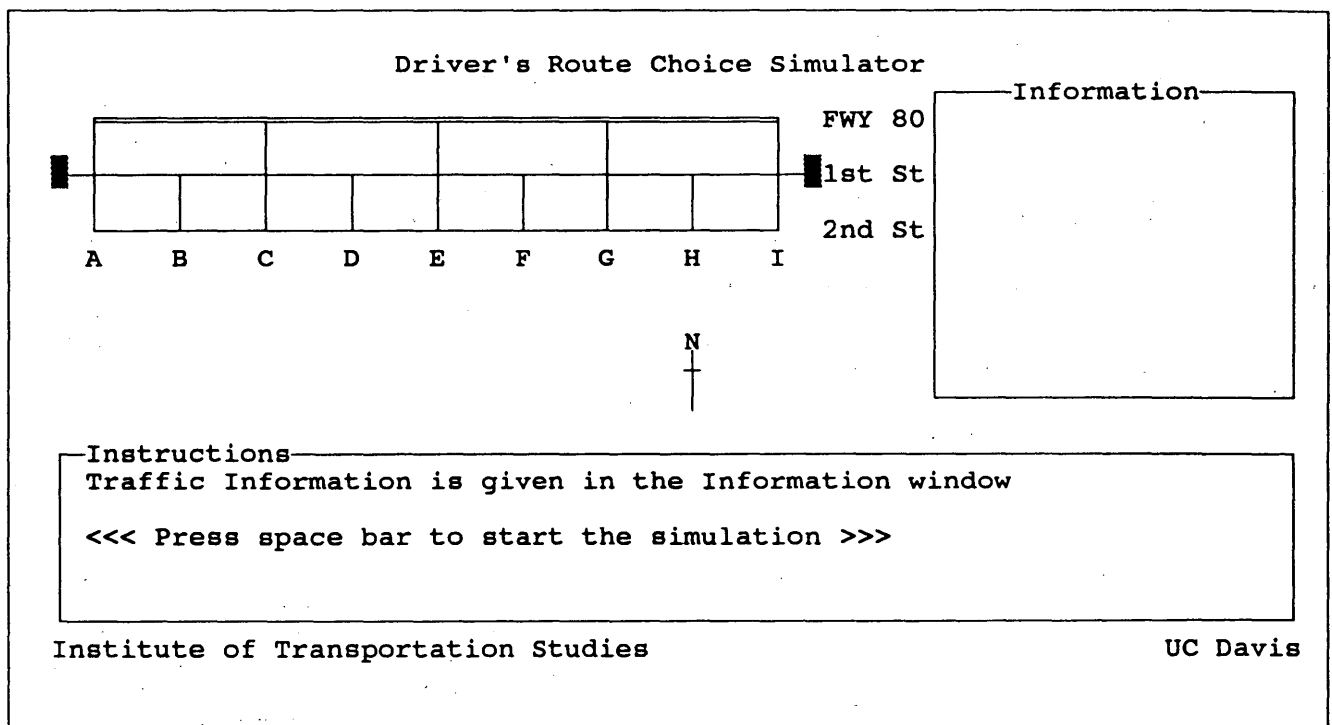 Driver's Route Choice Simulator
Information
FWY 80
1st St
2nd St
A B C D E F G H I
N
Instructions
Traffic Information is given in the Information window
<<< Press space bar to start the simulation >>>
Institute of Transportation Studies UC Davis